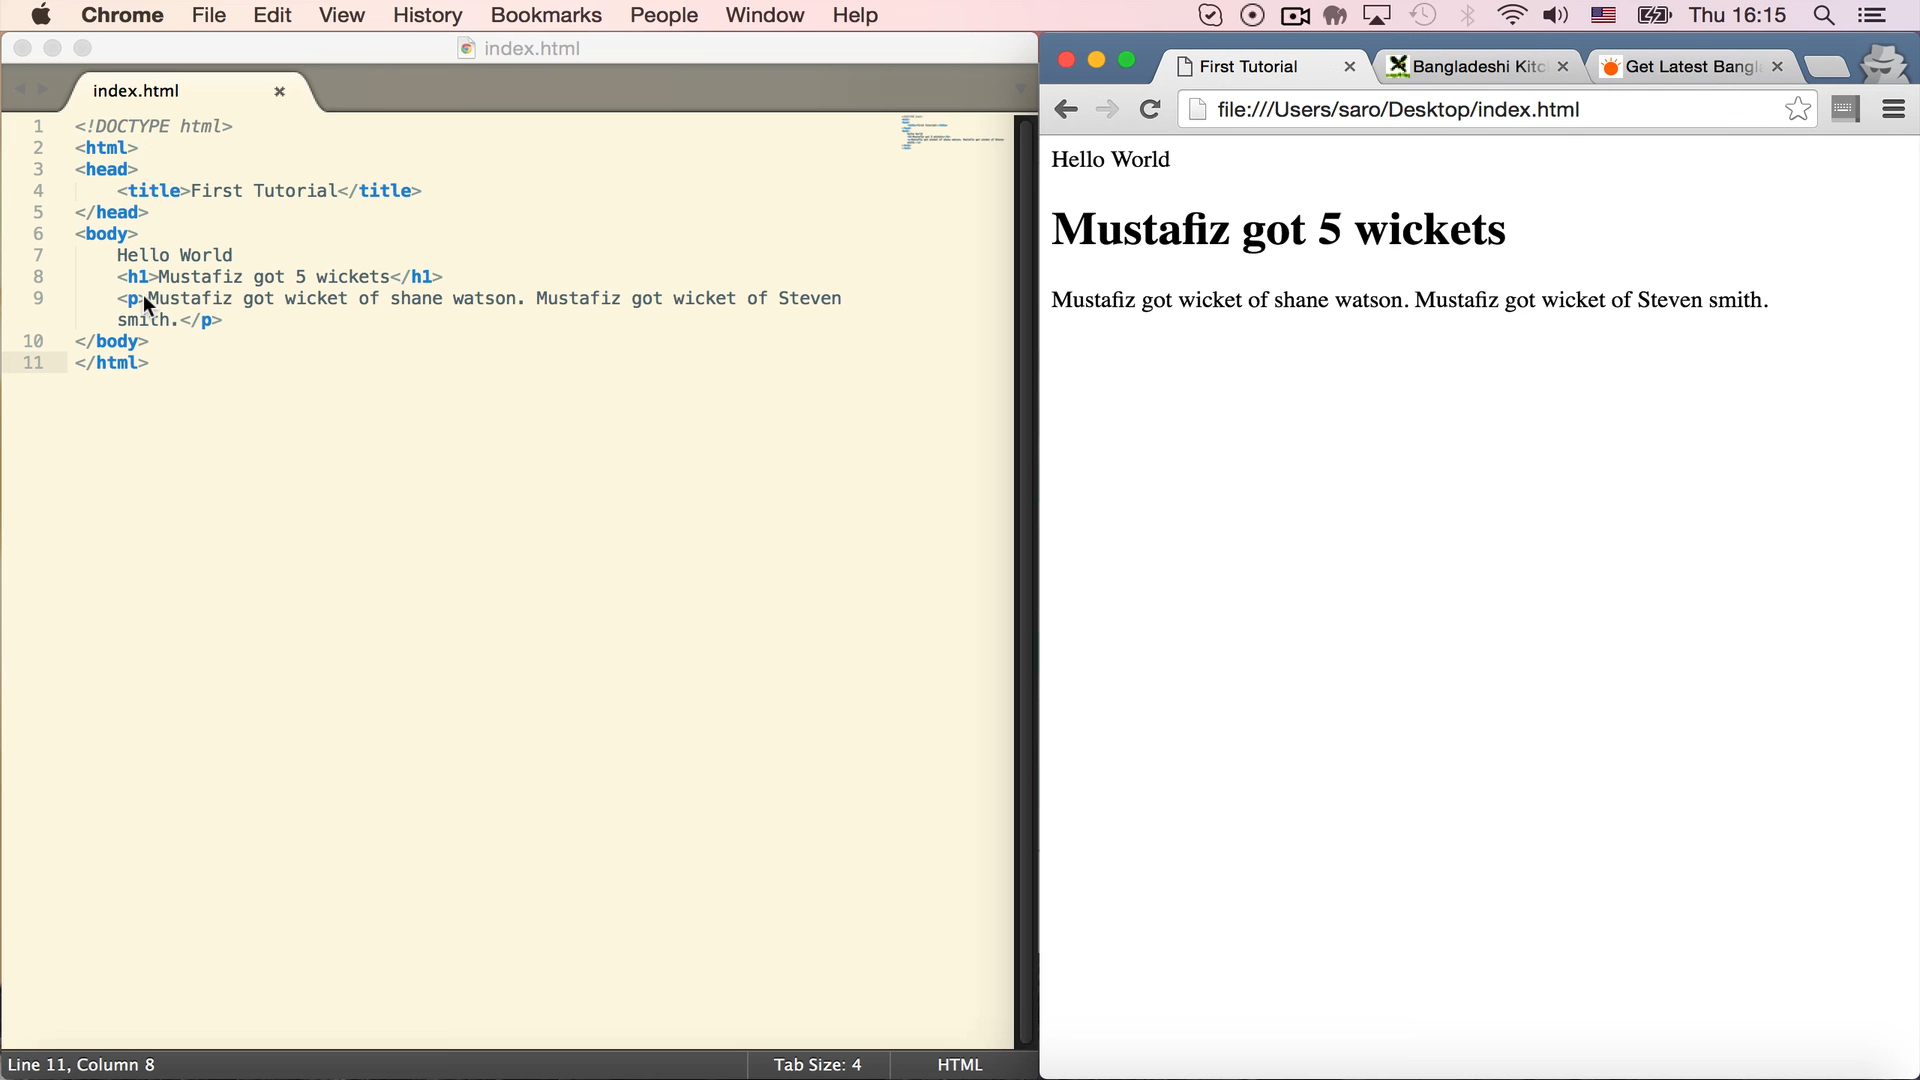 Chrome File Edit View History Bookmarks People Window Help Thu 16:15
index.html
index.html
1 <!DOCTYPE html>
2 <html>
3 <head>
4 <title>First Tutorial</title>
5 </head>
6 <body>
7 Hello World
8 <h1>Mustafiz got 5 wickets</h1>
9 <p>Mustafiz got wicket of shane watson. Mustafiz got wicket of Steven
smith.</p>
10 </body>
11 </html>
Line 11, Column 8 Tab Size: 4 HTML
First Tutorial Bangladeshi Kitc Get Latest Bangl
file:///Users/saro/Desktop/index.html
Hello World
Mustafiz got 5 wickets
Mustafiz got wicket of shane watson. Mustafiz got wicket of Steven smith.